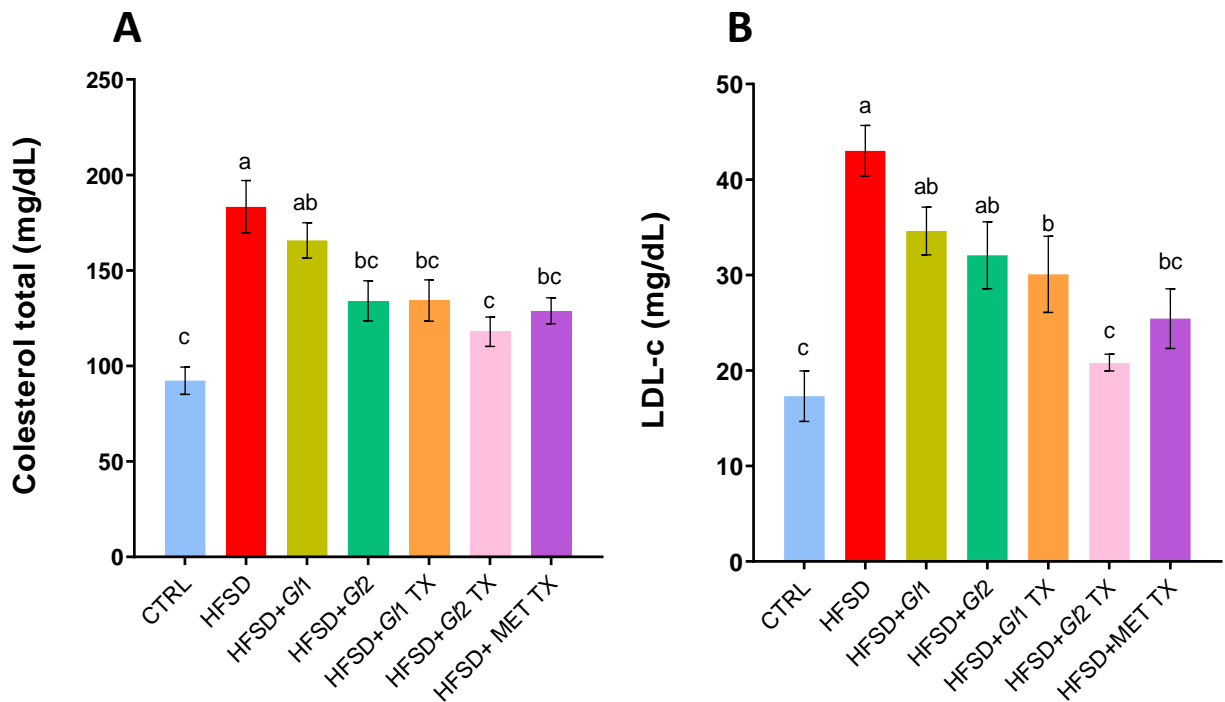 A
Colesterol total (mg/dL)
250
200
150
100
50
0
c
a
ab
bc
bc
c
bc
CTRL
HFSD
HFSD+Gl1
HFSD+Gl2
HFSD+Gl1 TX
HFSD+Gl2 TX
HFSD+ MET TX
B
LDL-c (mg/dL)
50
40
30
20
10
0
c
a
ab
ab
b
c
bc
CTRL
HFSD
HFSD+Gl1
HFSD+Gl2
HFSD+Gl1 TX
HFSD+Gl2 TX
HFSD+MET TX